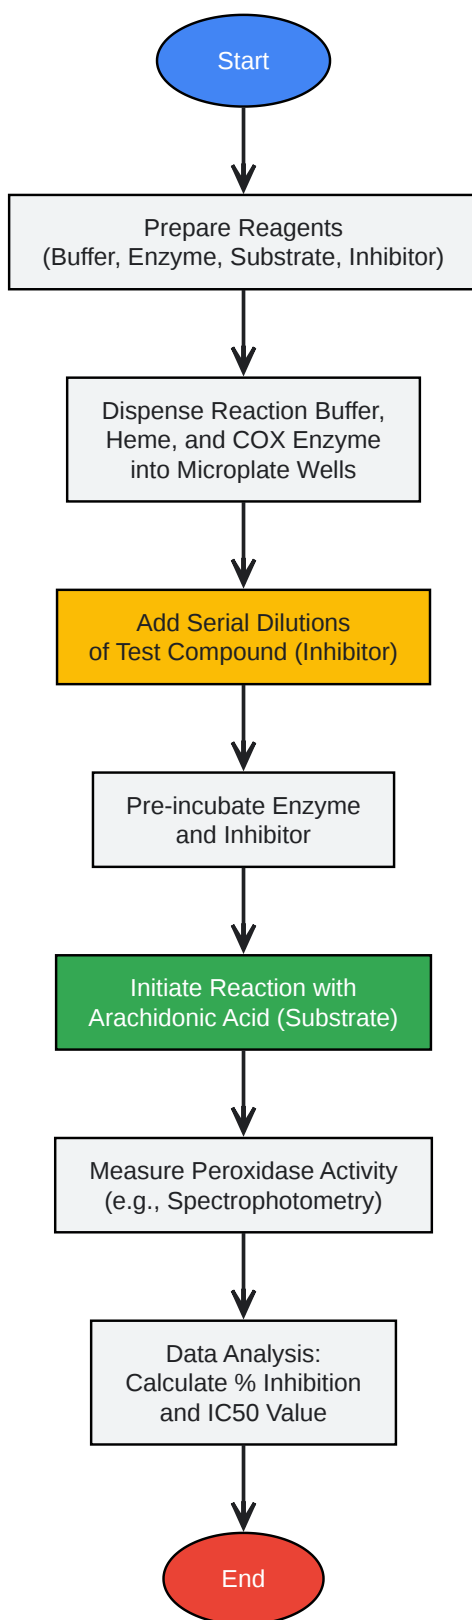 Start
Prepare Reagents
(Buffer, Enzyme, Substrate, Inhibitor)
Dispense Reaction Buffer,
Heme, and COX Enzyme
into Microplate Wells
Add Serial Dilutions
of Test Compound (Inhibitor)
Pre-incubate Enzyme
and Inhibitor
Initiate Reaction with
Arachidonic Acid (Substrate)
Measure Peroxidase Activity
(e.g., Spectrophotometry)
Data Analysis:
Calculate % Inhibition
and IC50 Value
End